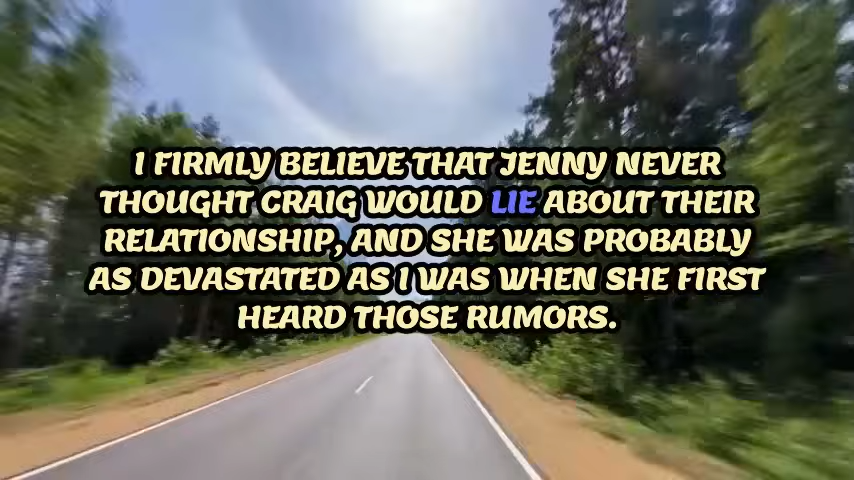 I FIRMLY BELIEVE THAT JENNY NEVER
THOUGHT CRAIG WOULD LIE ABOUT THEIR
RELATIONSHIP, AND SHE WAS PROBABLY
AS DEVASTATED AS I WAS WHEN SHE FIRST
HEARD THOSE RUMORS.